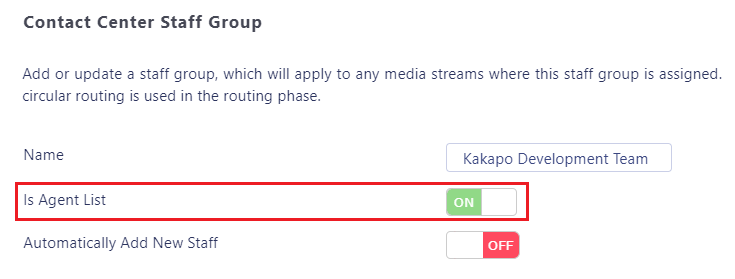 Contact Center Staff Group
Add or update a staff group, which will apply to any media streams where this staff group is assigned.
circular routing is used in the routing phase.
Name
Kakapo Development Team
Is Agent List
ON
Automatically Add New Staff
OFF